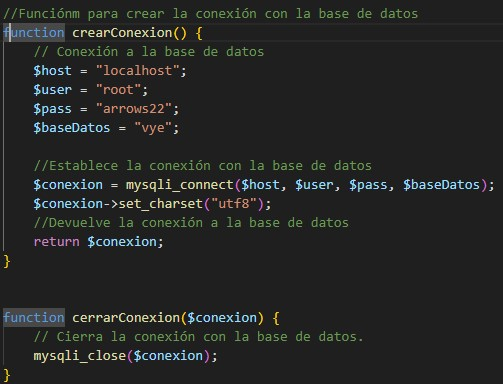 //Funciónm para crear la conexión con la base de datos
function crearConexion() {
    // Conexión a la base de datos
    $host = "localhost";
    $user = "root";
    $pass = "arrows22";
    $baseDatos = "vye";

    //Establece la conexión con la base de datos
    $conexion = mysqli_connect($host, $user, $pass, $baseDatos);
    $conexion->set_charset("utf8");
    //Devuelve la conexión a la base de datos
    return $conexion;
}

function cerrarConexion($conexion) {
    // Cierra la conexión con la base de datos.
    mysqli_close($conexion);
}